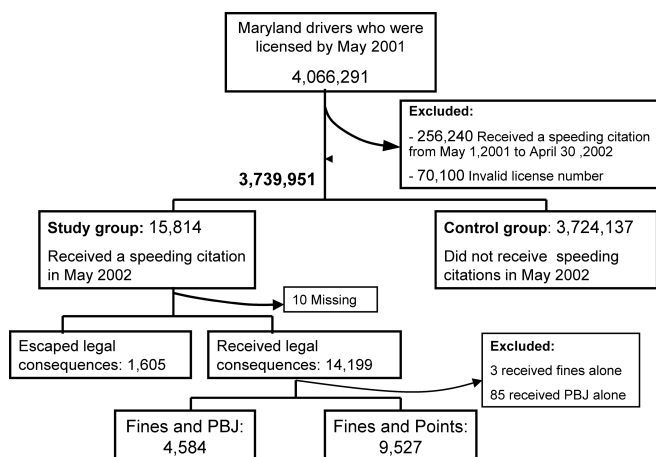 Maryland drivers who were
licensed by May 2001
4,066,291
Excluded:
- 256,240 Received a speeding citation
from May 1,2001 to April 30 ,2002
- 70,100 Invalid license number
3,739,951
Study group: 15,814
Received a speeding citation
in May 2002
Control group: 3,724,137
Did not receive speeding
citations in May 2002
10 Missing
Escaped legal
consequences: 1,605
Received legal
consequences: 14,199
Excluded:
3 received fines alone
85 received PBJ alone
Fines and PBJ:
4,584
Fines and Points:
9,527